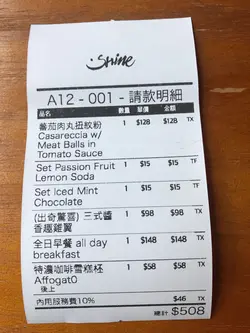 Shine
A12 - 001 - 請款明細
品名 數量 單價 金額
蕃茄肉丸扭紋粉 1 $128 $128 TX
Casareccia w/
Meat Balls in
Tomato Sauce
Set Passion Fruit 1 $15 $15 TF
Lemon Soda
Set Iced Mint 1 $15 $15 TF
Chocolate
(出奇驚喜) 三式醬 1 $98 $98 TX
香趣雞翼
全日早餐 all day 1 $148 $148 TX
breakfast
特濃咖啡雪糕杯 1 $58 $58 TX
AffogatO
後上
內用服務費10% $46 TX
總計 $508